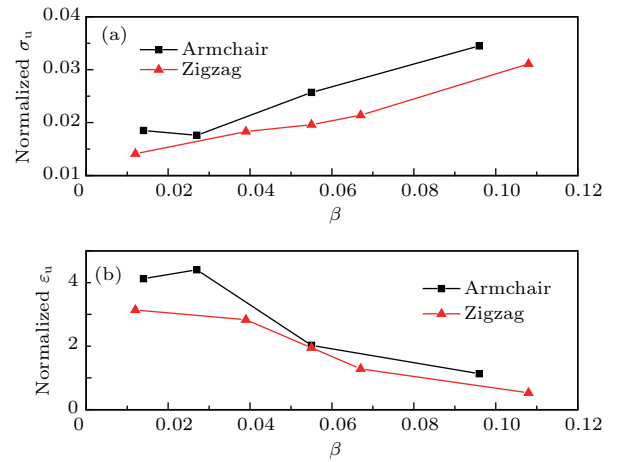 0.04
(a)
Armchair
Zigzag
0.03
0.02
0.01
Normalized σu
0
0.02
0.04
0.06
0.08
0.10
0.12
β
(b)
Armchair
Zigzag
4
2
0
Normalized εu
0
0.02
0.04
0.06
0.08
0.10
0.12
β